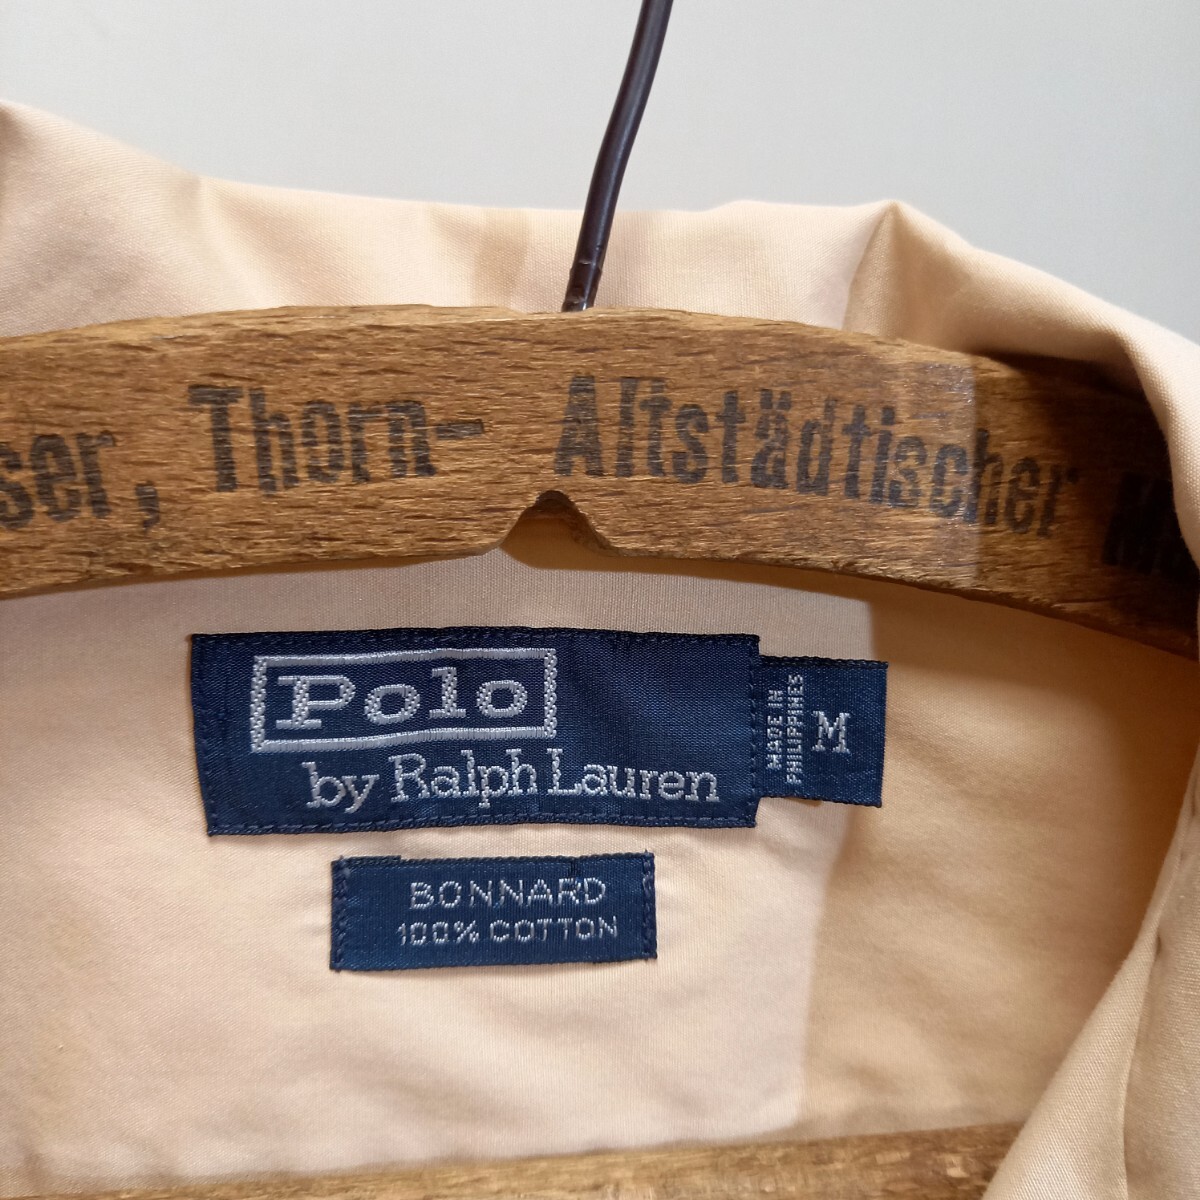 ser, Thorn- Altstädtischer
Polo
by Ralph Lauren
MADE IN
PHILIPPINES
M
BONNARD
100% COTTON